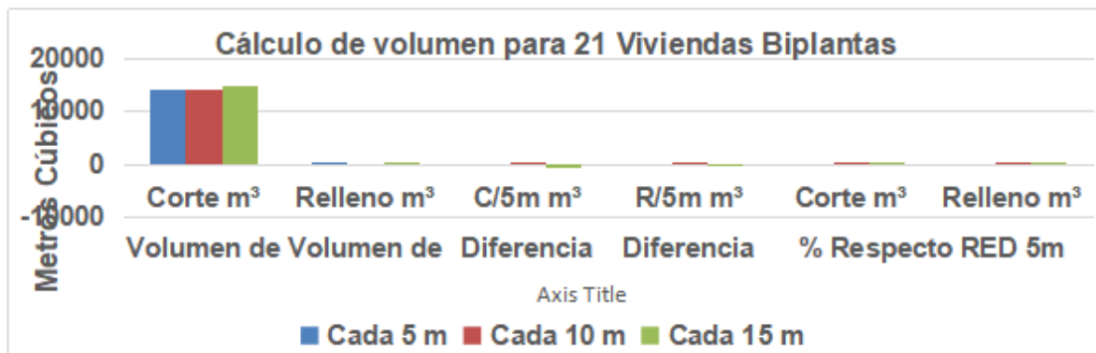 Cálculo de volumen para 21 Viviendas Biplantas
Metros Cúbicos
20000
10000
0
-10000
Corte m³ Relleno m³ C/5m m³ R/5m m³ Corte m³ Relleno m³
Volumen de Volumen de Diferencia Diferencia % Respecto RED 5m
Axis Title
Cada 5 m Cada 10 m Cada 15 m